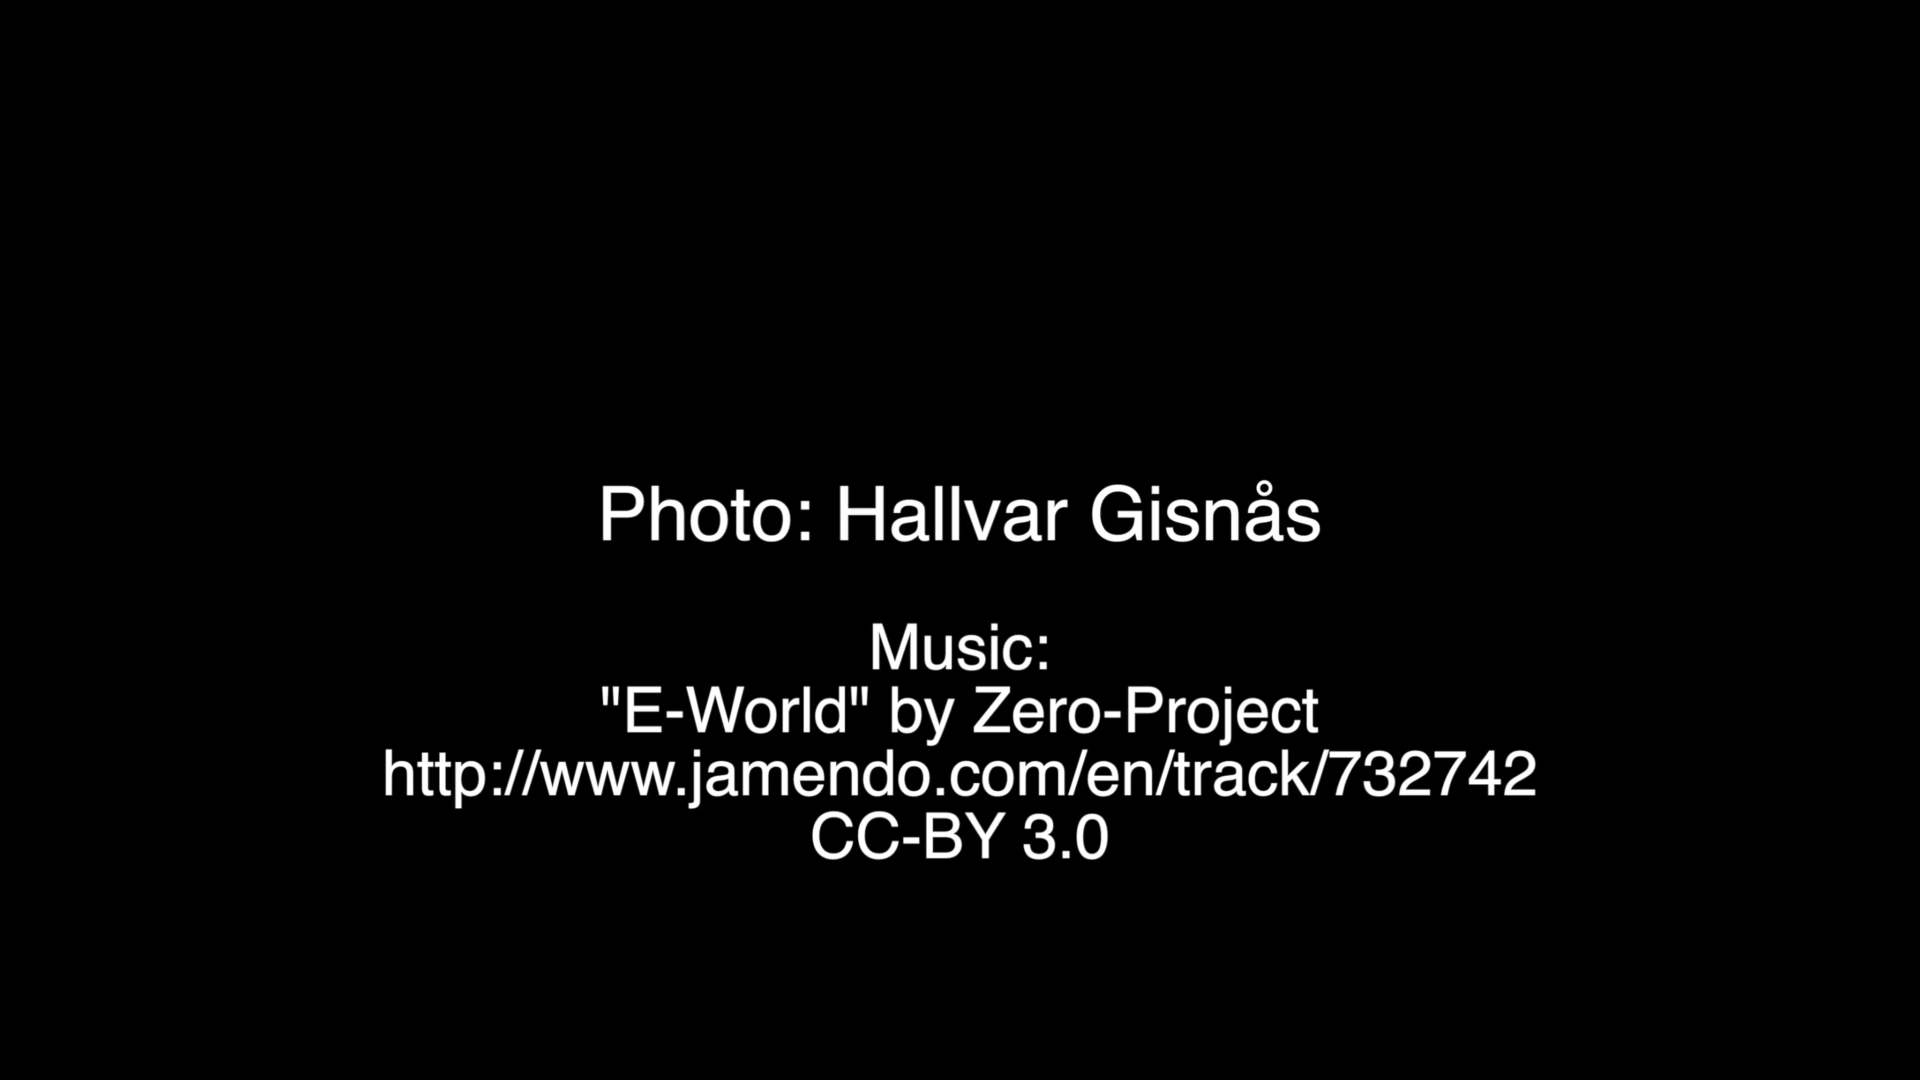 Photo: Hallvar Gisnås
Music:
"E-World" by Zero-Project
http://www.jamendo.com/en/track/732742
CC-BY 3.0